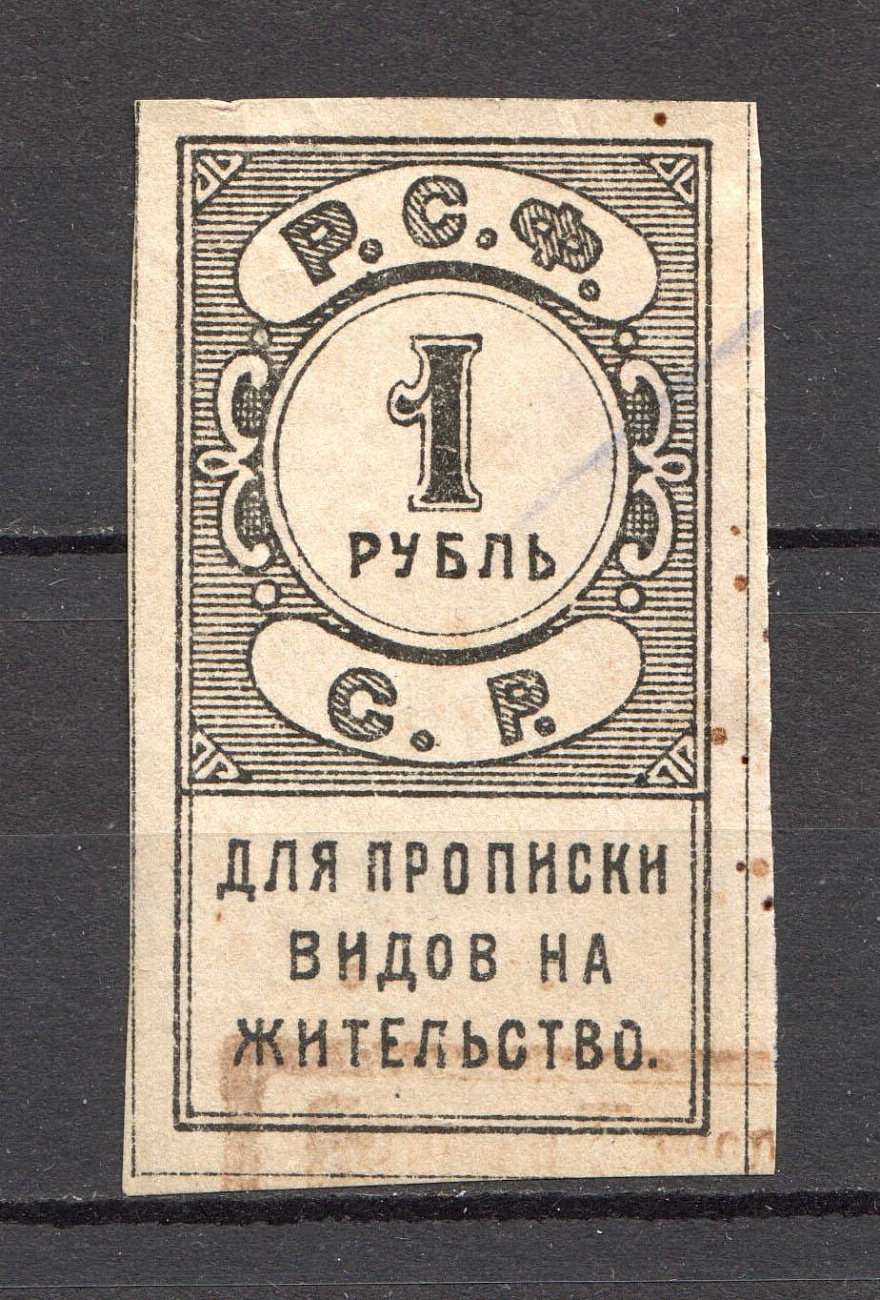 Р. С. Ф.
1
РУБЛЬ
С. Р.
ДЛЯ ПРОПИСКИ
ВИДОВ НА
ЖИТЕЛЬСТВО.